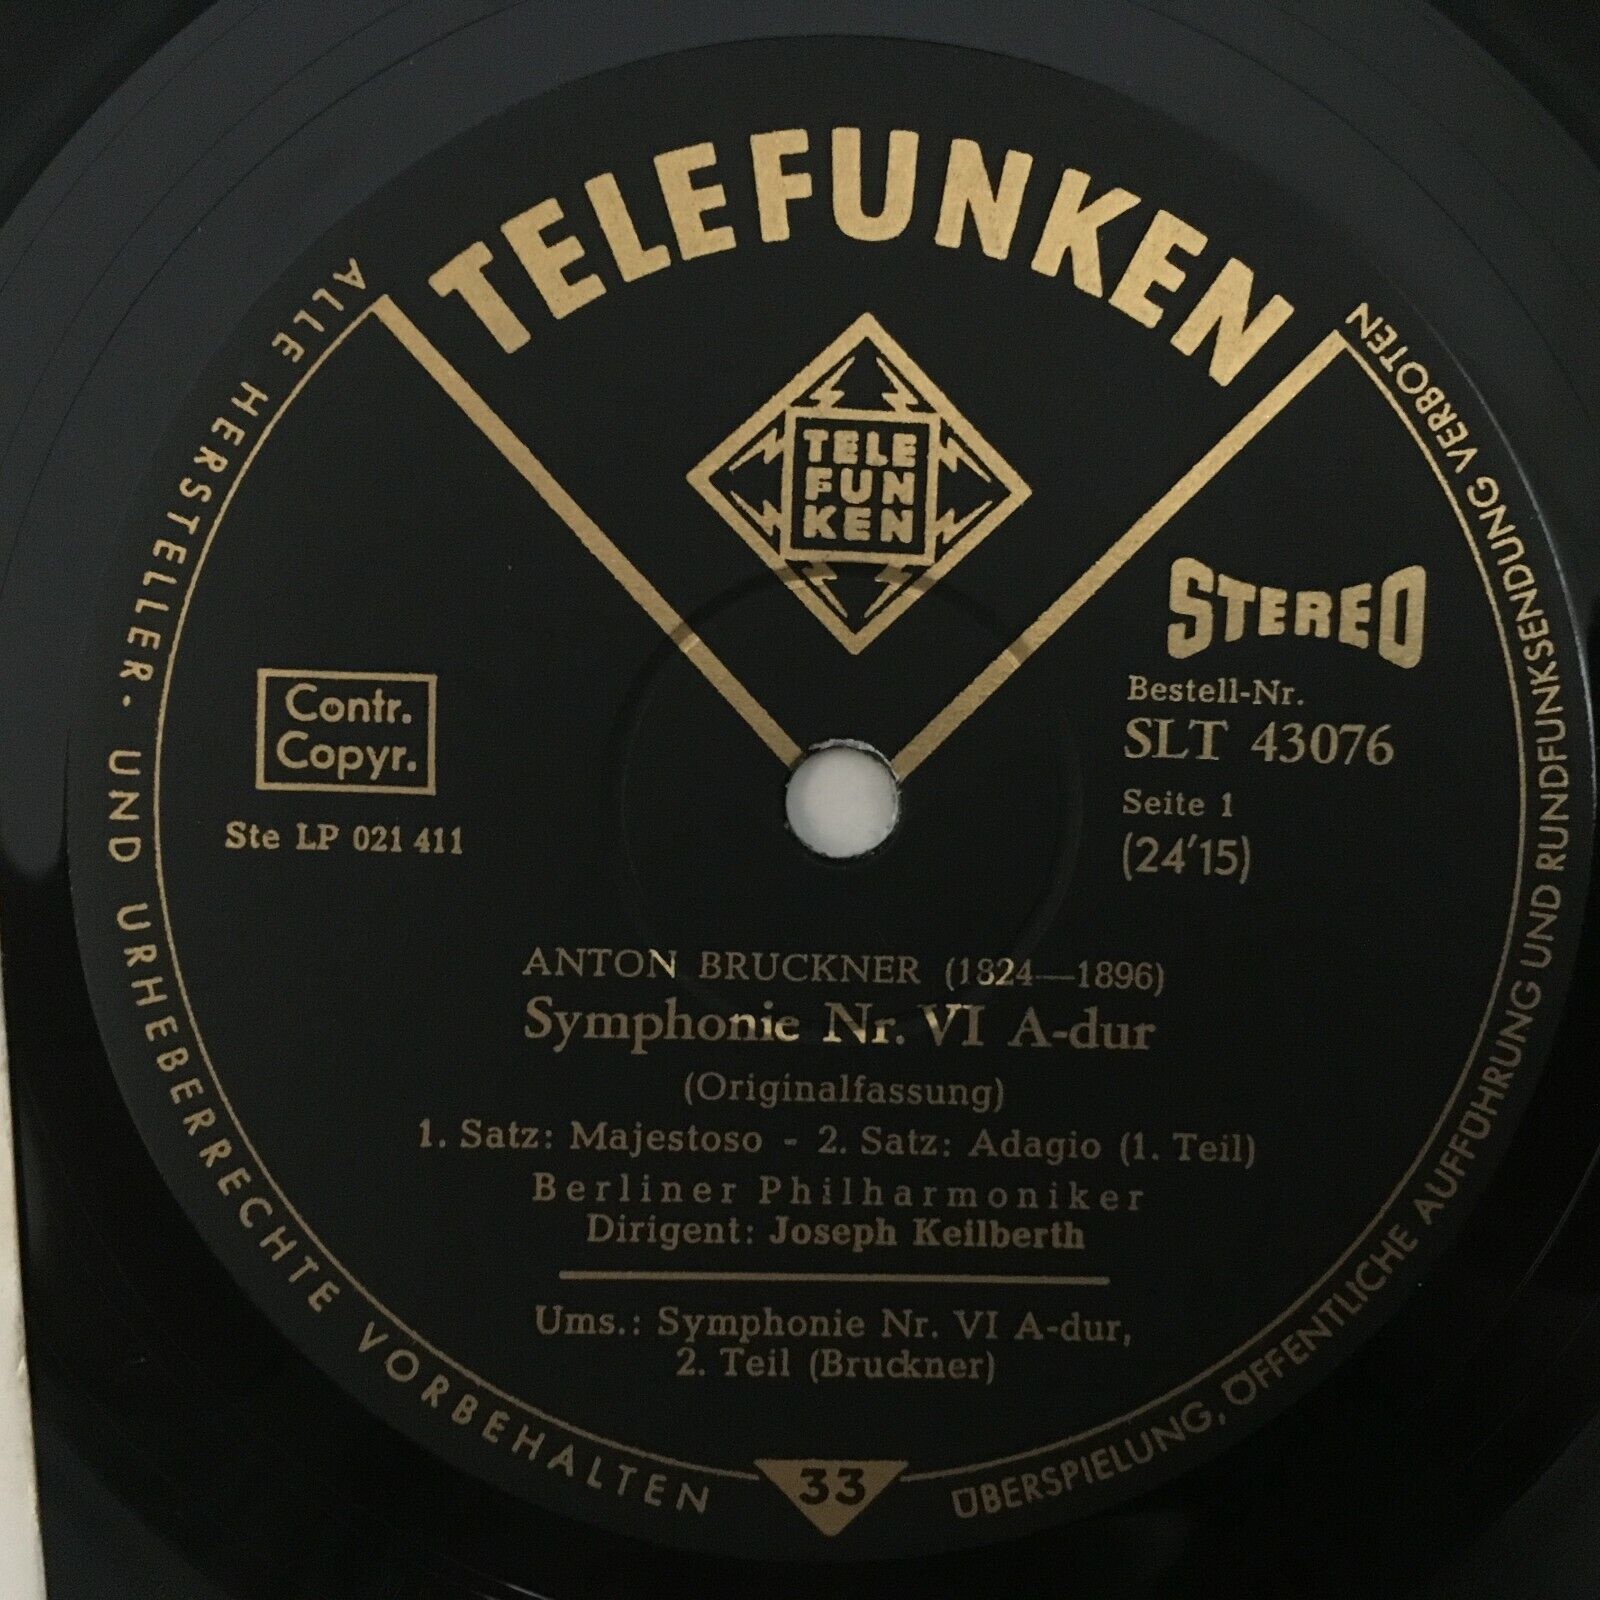 TELEFUNKEN
TELE
FUN
KEN
STEREO
Bestell-Nr.
SLT 43076
Seite 1
(24'15)
Contr.
Copyr.
Ste LP 021 411
ANTON BRUCKNER (1824—1896)
Symphonie Nr. VI A-dur
(Originalfassung)
1. Satz: Majestoso - 2. Satz: Adagio (1. Teil)
Berliner Philharmoniker
Dirigent: Joseph Keilberth
Ums.: Symphonie Nr. VI A-dur,
2. Teil (Bruckner)
33
ALLE HERSTELLER- UND URHEBERRECHTE VORBEHALTEN
ÜBERSPIELUNG, ÖFFENTLICHE AUFFÜHRUNG UND RUNDFUNKSENDUNG VERBOTEN